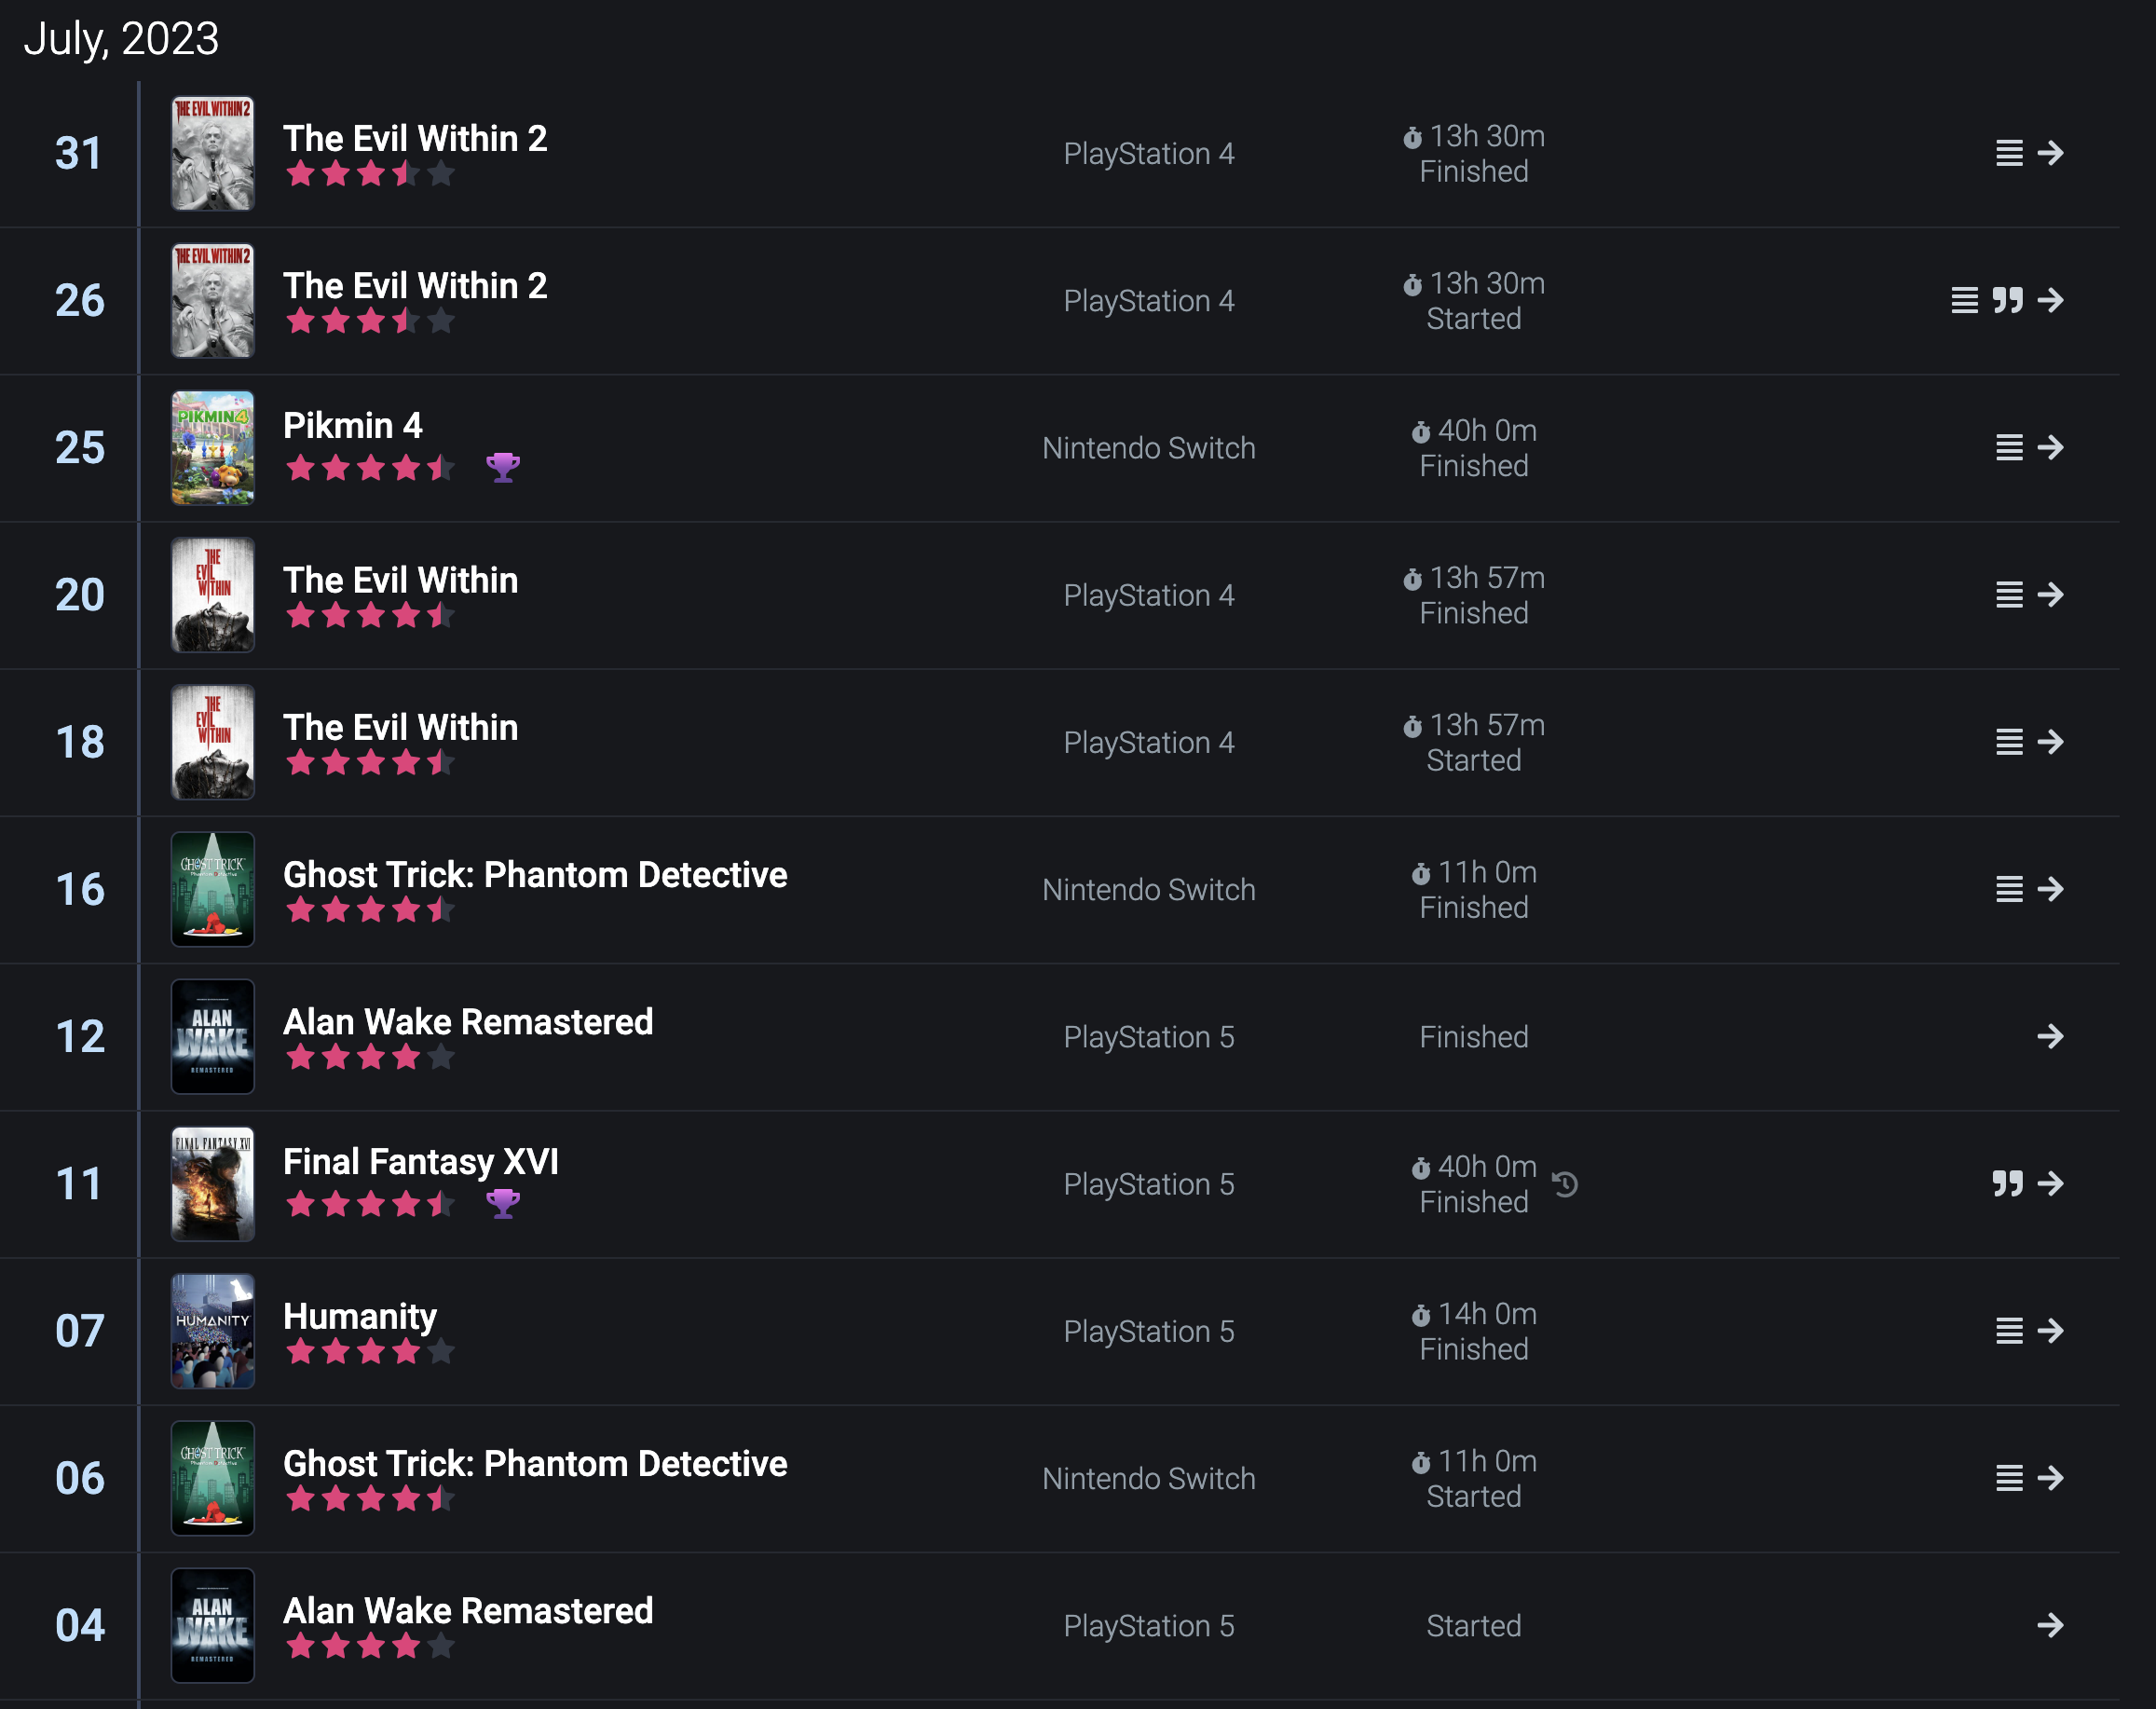 July, 2023
31
THE EVIL WITHIN 2
The Evil Within 2
PlayStation 4
13h 30m
Finished
26
THE EVIL WITHIN 2
The Evil Within 2
PlayStation 4
13h 30m
Started
25
PIKMIN 4
Pikmin 4
Nintendo Switch
40h 0m
Finished
20
THE
EVIL
WITHIN
The Evil Within
PlayStation 4
13h 57m
Finished
18
THE
EVIL
WITHIN
The Evil Within
PlayStation 4
13h 57m
Started
16
GHOST TRICK
Phantom Detective
Ghost Trick: Phantom Detective
Nintendo Switch
11h 0m
Finished
12
ALAN
WAKE
REMASTERED
Alan Wake Remastered
PlayStation 5
Finished
11
FINAL FANTASY XVI
Final Fantasy XVI
PlayStation 5
40h 0m
Finished
07
HUMANITY
Humanity
PlayStation 5
14h 0m
Finished
06
GHOST TRICK
Phantom Detective
Ghost Trick: Phantom Detective
Nintendo Switch
11h 0m
Started
04
ALAN
WAKE
REMASTERED
Alan Wake Remastered
PlayStation 5
Started